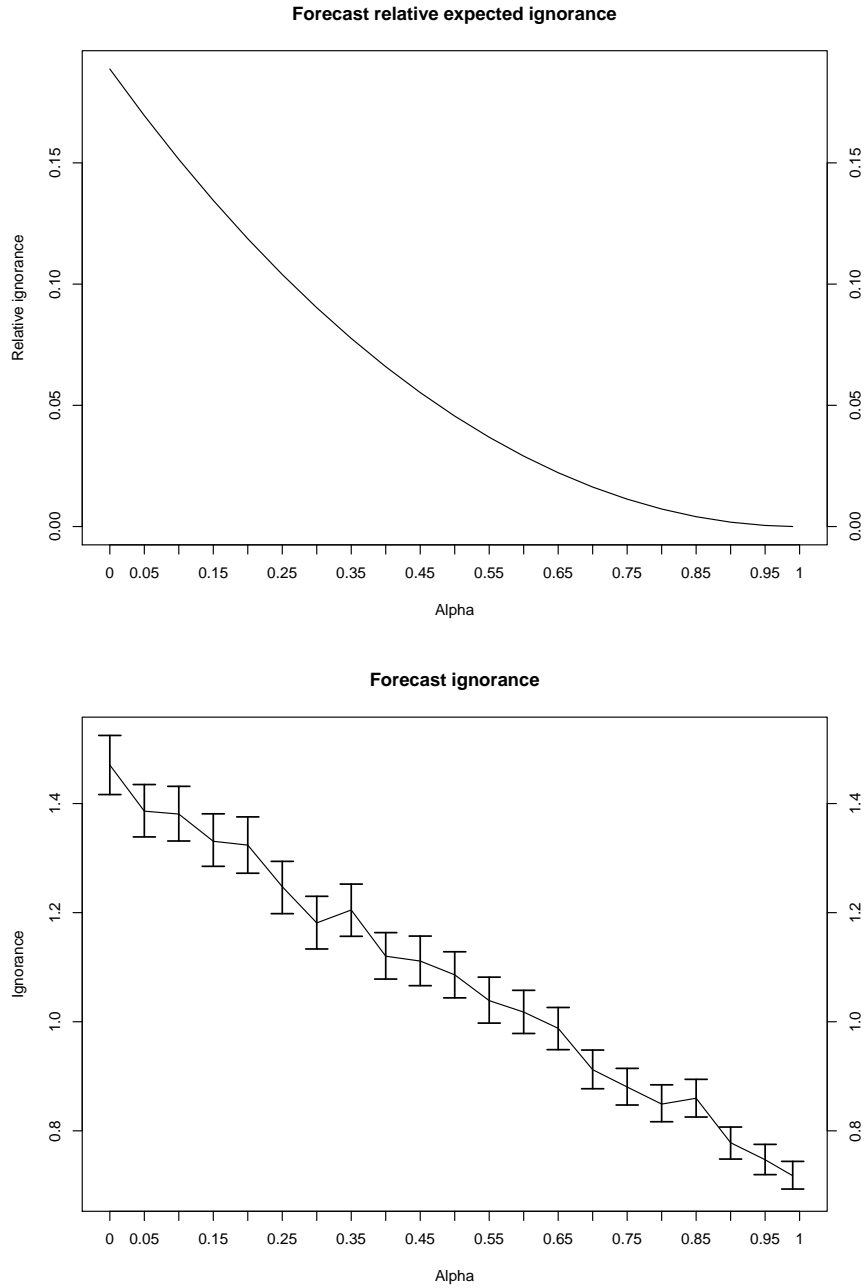 Forecast relative expected ignorance
Relative ignorance
0.15 0.15
0.10 0.10
0.05 0.05
0.00 0.00
0 0.05 0.15 0.25 0.35 0.45 0.55 0.65 0.75 0.85 0.95 1
Alpha
Forecast ignorance
Ignorance
1.4 1.4
1.2 1.2
1.0 1.0
0.8 0.8
0 0.05 0.15 0.25 0.35 0.45 0.55 0.65 0.75 0.85 0.95 1
Alpha